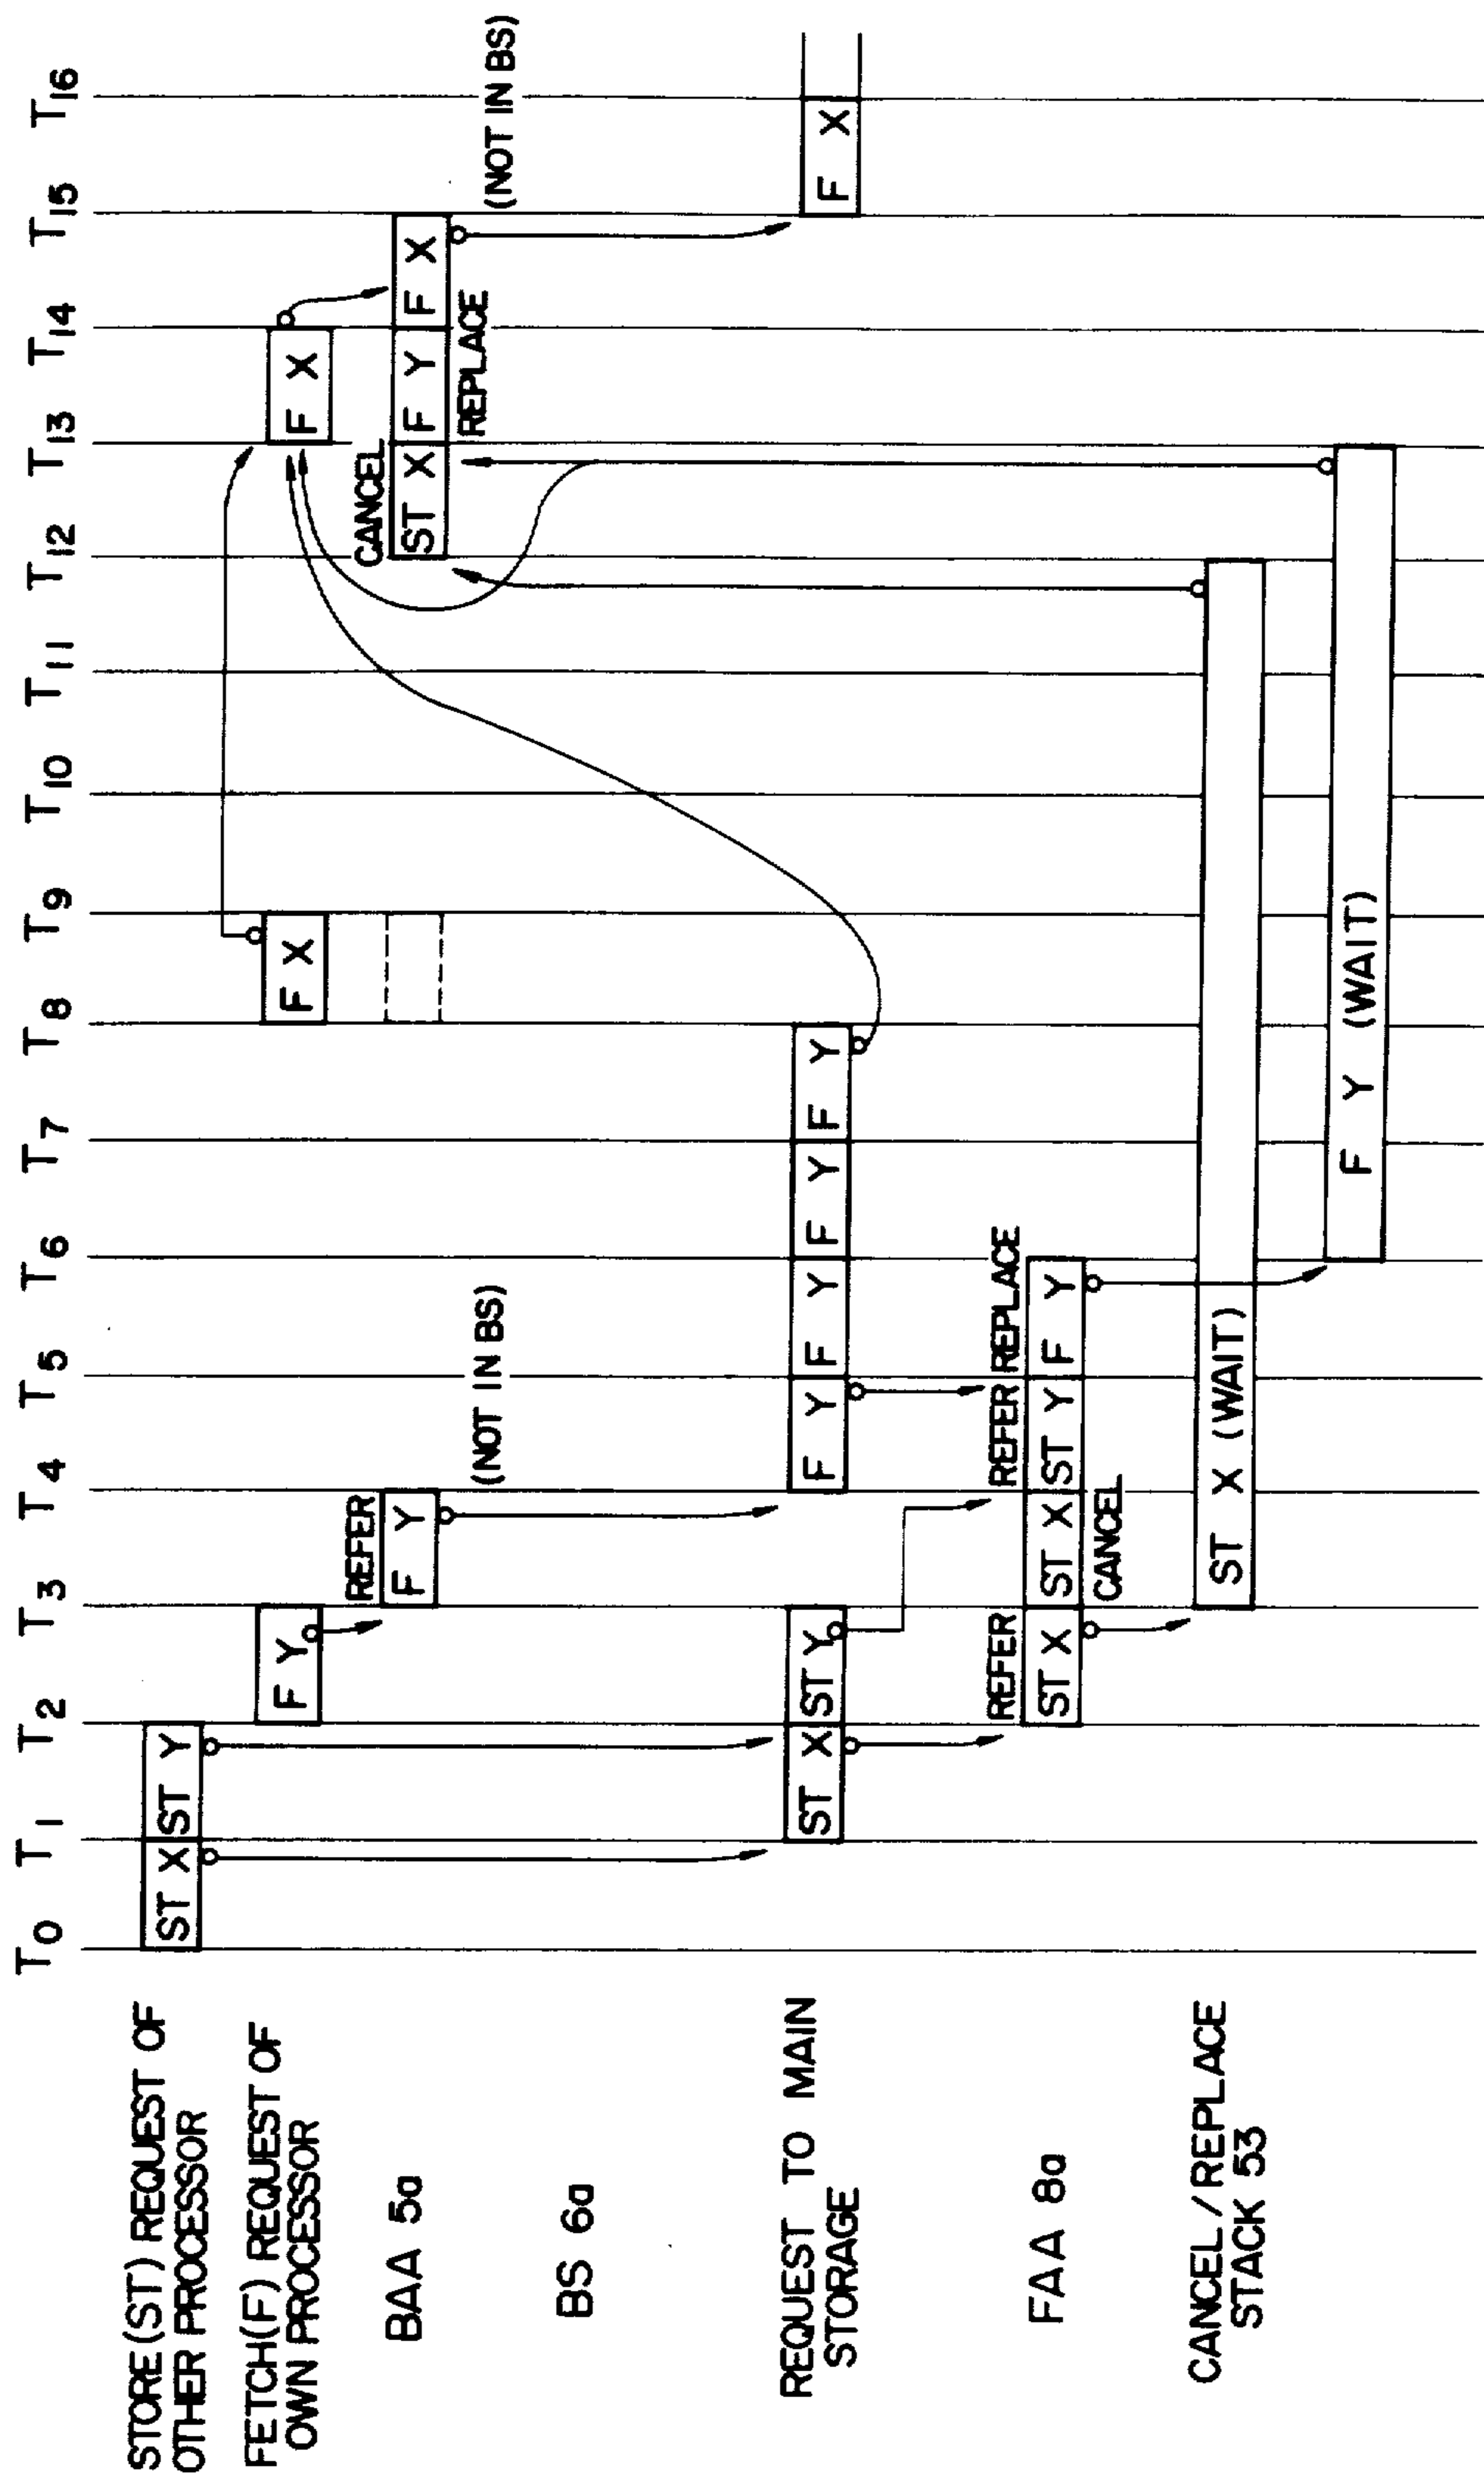 T0 T1 T2 T3 T4 T5 T6 T7 T8 T9 T10 T11 T12 T13 T14 T15 T16
STORE (ST) REQUEST OF
OTHER PROCESSOR
ST X ST Y
FETCH (F) REQUEST OF
OWN PROCESSOR
F Y
F X
F X
BAA 5a
REFER
F Y
CANCEL
ST X F Y F X
REPLACE
BS 6a
(NOT IN BS)
(NOT IN BS)
REQUEST TO MAIN
STORAGE
ST X ST Y
F Y F Y F Y F Y
F X
FAA 8a
REFER
REFER REPLACE
ST X ST X ST Y F Y
CANCEL
CANCEL/REPLACE
STACK 53
ST X (WAIT)
F Y (WAIT)